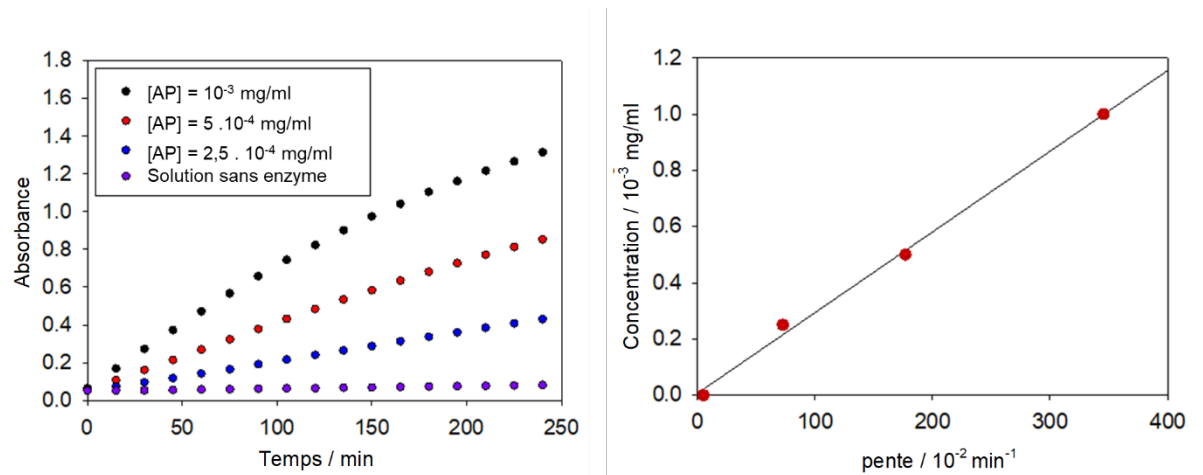 1.8
1.6
1.4
1.2
1.0
0.8
0.6
0.4
0.2
0.0
Absorbance
[AP] = 10⁻³ mg/ml
[AP] = 5 .10⁻⁴ mg/ml
[AP] = 2,5 . 10⁻⁴ mg/ml
Solution sans enzyme
0 50 100 150 200 250
Temps / min
1.2
1.0
0.8
0.6
0.4
0.2
0.0
Concentration / 10⁻³ mg/ml
0 100 200 300 400
pente / 10⁻² min⁻¹